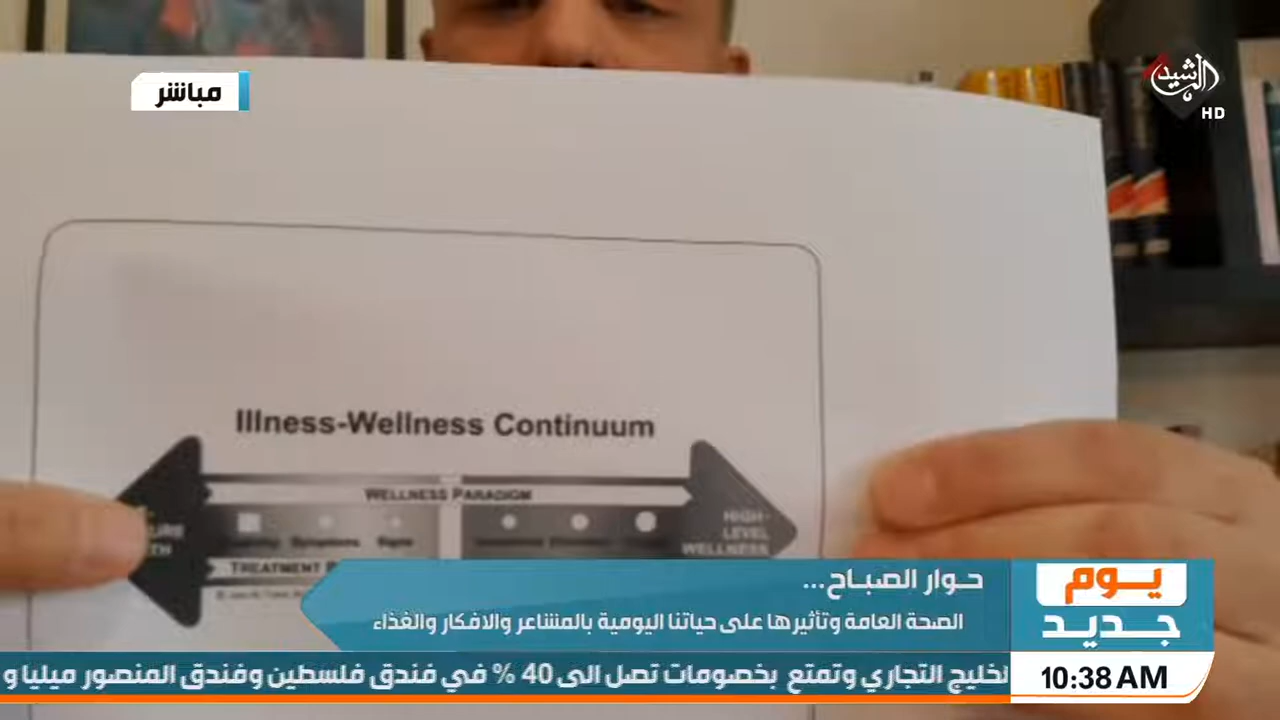 مباشر
الرشيد
HD
Illness-Wellness Continuum
WELLNESS PARADIGM
Symptoms Signs
HIGH-
LEVEL
WELLNESS
TREATMENT
حوار الصباح...
الصحة العامة وتأثيرها على حياتنا اليومية بالمشاعر والافكار والغذاء
يوم
جديد
الخليج التجاري وتمتع بخصومات تصل الى 40 % في فندق فلسطين وفندق المنصور ميليا و
10:38 AM